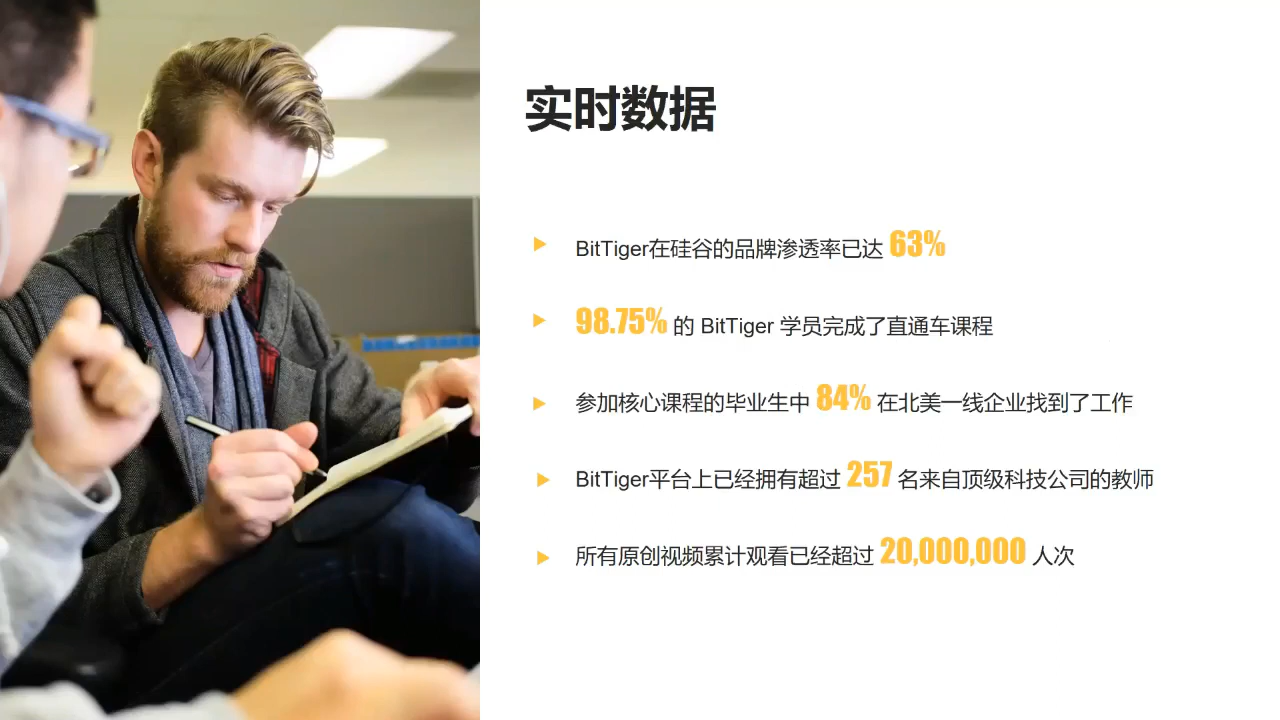 实时数据
BitTiger在硅谷的品牌渗透率已达 63%
98.75% 的 BitTiger 学员完成了直通车课程
参加核心课程的毕业生中 84% 在北美一线企业找到了工作
BitTiger平台上已经拥有超过 257 名来自顶级科技公司的教师
所有原创视频累计观看已经超过 20,000,000 人次